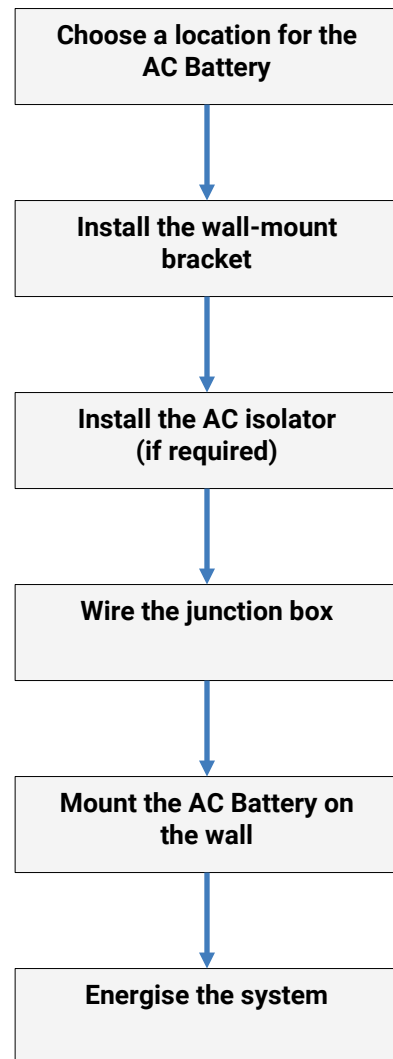 Choose a location for the
AC Battery
Install the wall-mount
bracket
Install the AC isolator
(if required)
Wire the junction box
Mount the AC Battery on
the wall
Energise the system